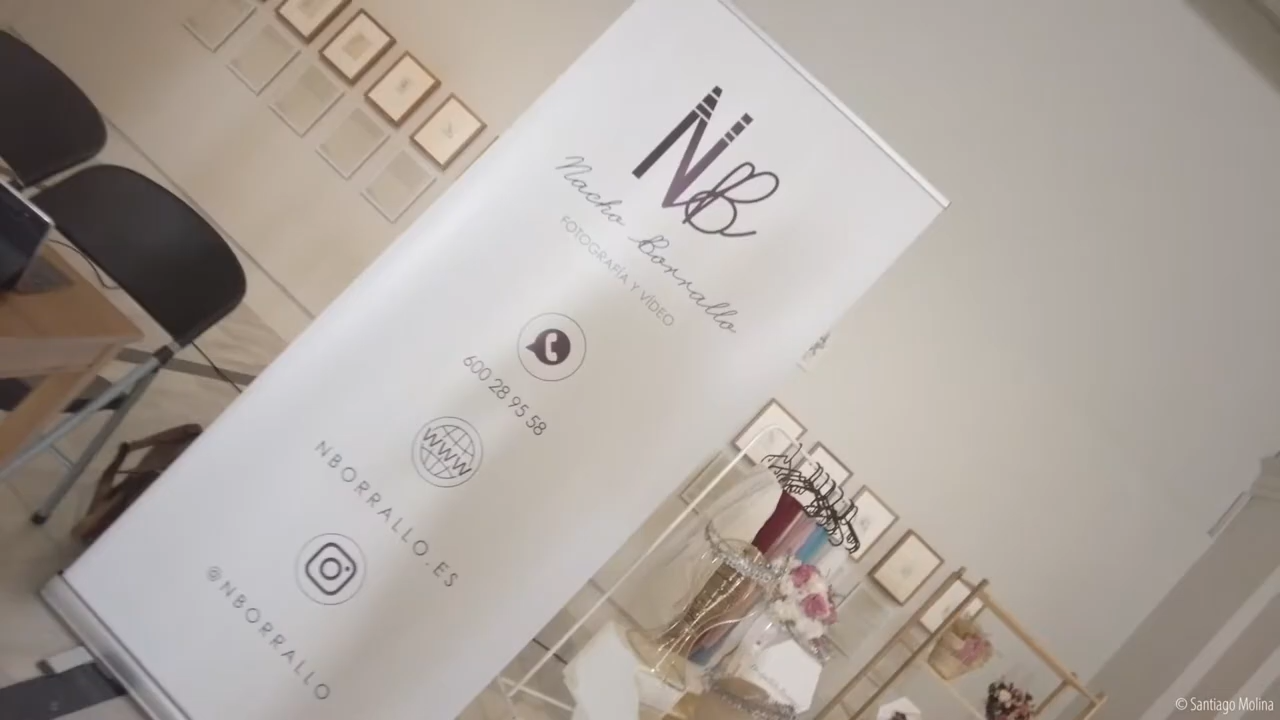 NB
Nacho Borrallo
FOTOGRAFÍA Y VÍDEO
600 28 95 58
WWW
NBORRALLO.ES
@NBORRALLO
© Santiago Molina